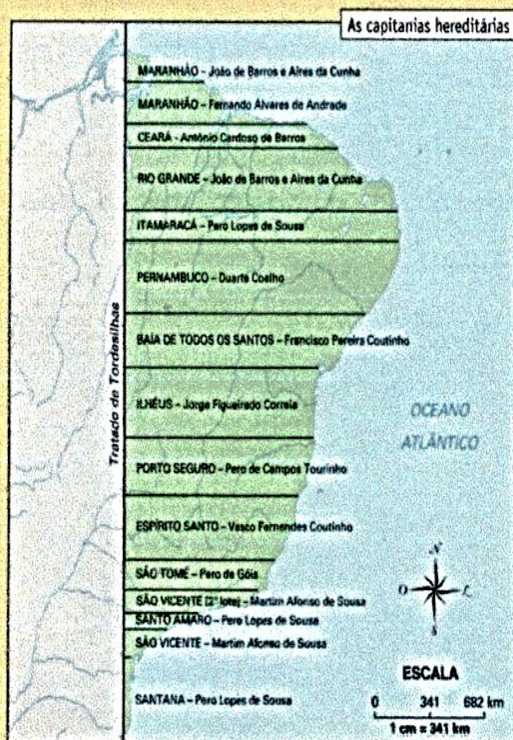 As capitanias hereditárias
MARANHÃO – João de Barros e Aires da Cunha
MARANHÃO – Fernando Álvares de Andrade
CEARÁ - Antônio Cardoso de Barros
RIO GRANDE – João de Barros e Aires da Cunha
ITAMARACÁ – Pero Lopes de Sousa
PERNAMBUCO – Duarte Coelho
BAÍA DE TODOS OS SANTOS – Francisco Pereira Coutinho
ILHÉUS – Jorge Figueiredo Correia
PORTO SEGURO – Pero de Campos Tourinho
ESPÍRITO SANTO – Vasco Fernandes Coutinho
SÃO TOMÉ – Pero de Góis
SÃO VICENTE (2º lote) – Martim Afonso de Sousa
SANTO AMARO – Pero Lopes de Sousa
SÃO VICENTE – Martim Afonso de Sousa
SANTANA – Pero Lopes de Sousa
Tratado de Tordesilhas
OCEANO
ATLÂNTICO
N
O L
S
ESCALA
0 341 682 km
1 cm = 341 km